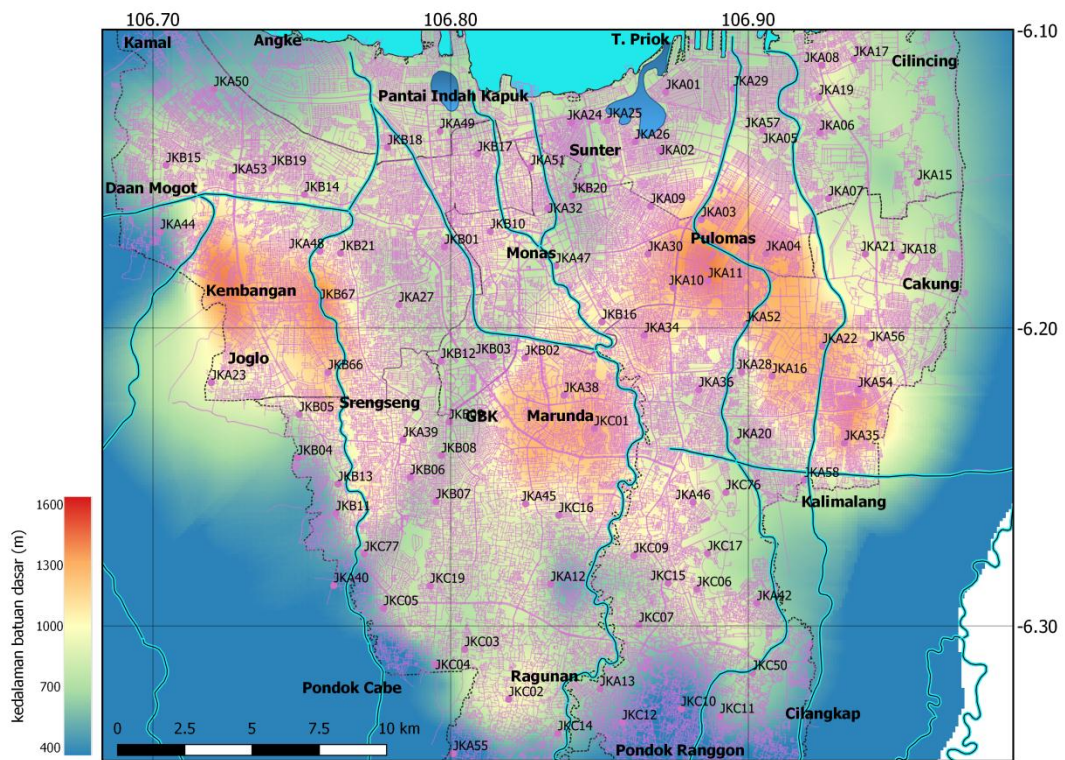 106.70 106.80 106.90
Kamal Angke T. Priok -6.10
JKA08 JKA17 Cilincing
JKA50 JKA01 JKA29 JKA19
Pantai Indah Kapuk
JKA49 JKA24 JKA25 JKA57 JKA06
JKB18 JKB17 JKA26 JKA05
JKB15 JKB19 JKA51 Sunter JKA02
JKA53 JKA15
Daan Mogot JKB14 JKB20 JKA07
JKA32 JKA09
JKA44 JKB10 JKA03
JKA48 JKB21 JKB01 Monas JKA30 Pulomas JKA04 JKA21 JKA18
JKA47
Kembangan JKB67 JKA27 JKA10 JKA11 Cakung
JKB16 JKA34 JKA52 -6.20
JKB12 JKB03 JKB02 JKA22 JKA56
Joglo JKB66 JKA28 JKA16
JKA23 JKA38 JKA36 JKA54
JKB05 Srengseng GBK Marunda JKC01
JKA39 JKA20 JKA35
JKB04 JKB08
JKB13 JKB06 JKA58
JKB11 JKB07 JKA45 JKA46 JKC76 Kalimalang
1600 JKC16
JKC77 JKC09 JKC17
1300 JKA40 JKC19 JKA12 JKC15 JKC06
JKC05 JKA42
1000 JKC07 -6.30
JKC03
JKC04 JKC50
700 Pondok Cabe Ragunan JKA13
JKC02 JKC10
0 2.5 5 7.5 10 km JKC12 JKC11 Cilangkap
JKC14
400 JKA55 Pondok Ranggon
kedalaman batuan dasar (m)